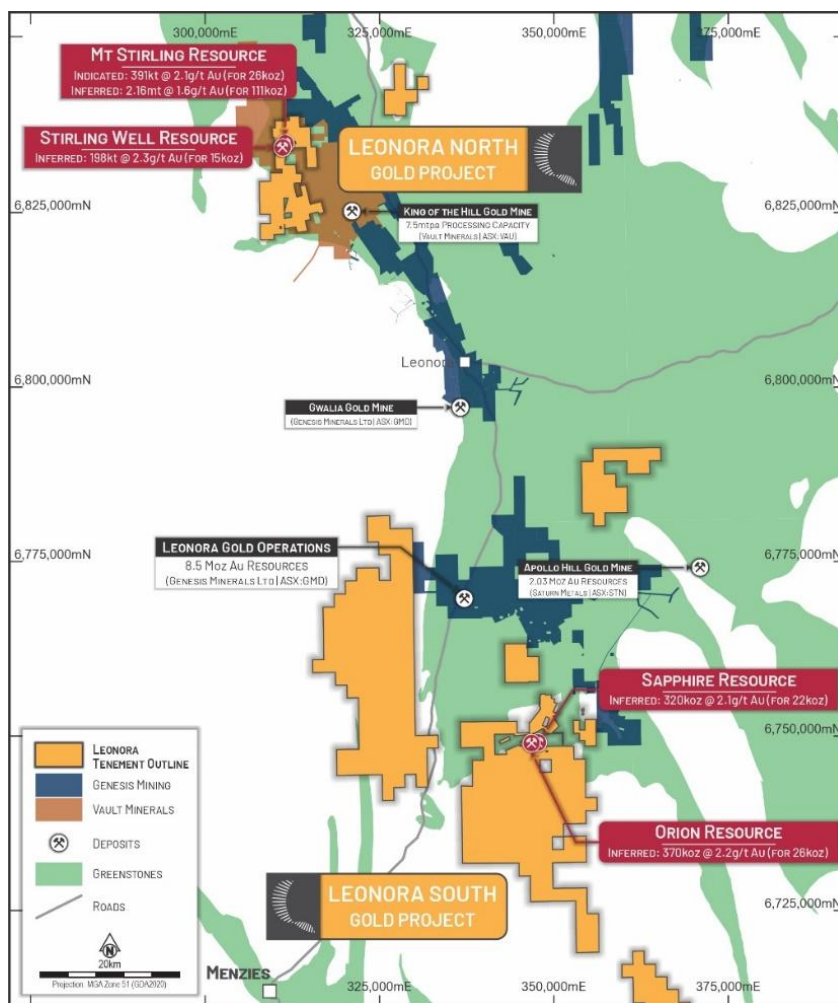 300,000mE
325,000mE
350,000mE
375,000mE
Mt Stirling Resource
Indicated: 391kt @ 2.1g/t Au (for 26koz)
Inferred: 2.16mt @ 1.6g/t Au (for 111koz)
Stirling Well Resource
Inferred: 198kt @ 2.3g/t Au (for 15koz)
Leonora North
Gold Project
6,825,000mN
6,825,000mN
King of the Hill Gold Mine
7.5mtpa Processing Capacity
(Vault Minerals | ASX:VAU)
Leonora
6,800,000mN
6,800,000mN
Gwalia Gold Mine
(Genesis Minerals Ltd | ASX:GMD)
Leonora Gold Operations
8.5 Moz Au Resources
(Genesis Minerals Ltd | ASX:GMD)
6,775,000mN
6,775,000mN
Apollo Hill Gold Mine
2.03 Moz Au Resources
(Saturn Metals | ASX:STN)
Sapphire Resource
Inferred: 320koz @ 2.1g/t Au (for 22koz)
6,750,000mN
Orion Resource
Inferred: 370koz @ 2.2g/t Au (for 26koz)
Leonora
Tenement Outline
Genesis Mining
Vault Minerals
Deposits
Greenstones
Roads
N
20km
Projection: MGA Zone 51 (GDA2020)
Leonora South
Gold Project
6,725,000mN
Menzies
325,000mE
350,000mE
375,000mE